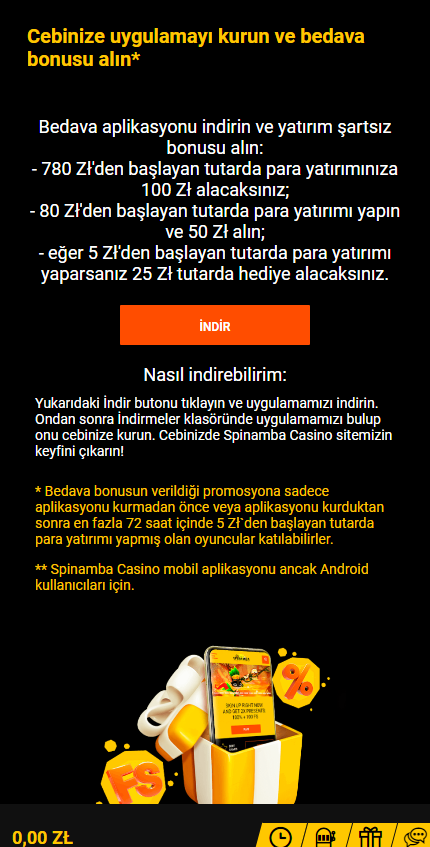 Cebinize uygulamayı kurun ve bedava
bonusu alın*
Bedava aplikasyonu indirin ve yatırım şartsız
bonusu alın:
- 780 Zł'den başlayan tutarda para yatırımınıza
100 Zł alacaksınız;
- 80 Zł'den başlayan tutarda para yatırımı yapın
ve 50 Zł alın;
- eğer 5 Zł'den başlayan tutarda para yatırımı
yaparsanız 25 Zł tutarda hediye alacaksınız.
İNDİR
Nasıl indirebilirim:
Yukarıdaki İndir butonu tıklayın ve uygulamamızı indirin.
Ondan sonra İndirmeler klasöründe uygulamamızı bulup
onu cebinize kurun. Cebinizde Spinamba Casino sitemizin
keyfini çıkarın!
* Bedava bonusun verildiği promosyona sadece
aplikasyonu kurmadan önce veya aplikasyonu kurduktan
sonra en fazla 72 saat içinde 5 Zł`den başlayan tutarda
para yatırımı yapmış olan oyuncular katılabilirler.
** Spinamba Casino mobil aplikasyonu ancak Android
kullanıcıları için.
SIGN UP RIGHT NOW
AND GET 2X PRESENTS
100% + 100 FS
%
FS
0,00 ZŁ